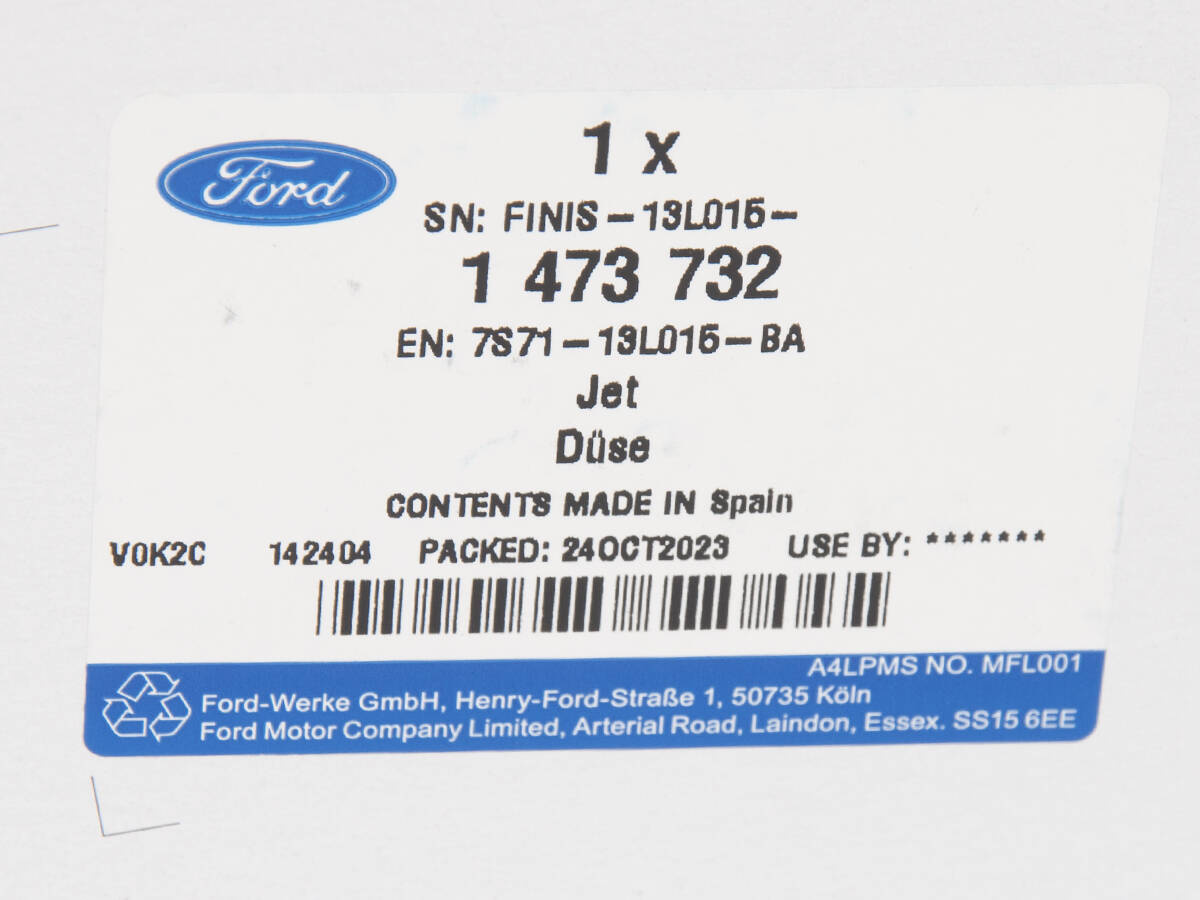 Ford
1 x
SN: FINIS-13L015-
1 473 732
EN: 7S71-13L015-BA
Jet
Düse
CONTENTS MADE IN Spain
V0K2C 142404 PACKED: 24OCT2023 USE BY: *******
A4LPMS NO. MFL001
Ford-Werke GmbH, Henry-Ford-Straße 1, 50735 Köln
Ford Motor Company Limited, Arterial Road, Laindon, Essex. SS15 6EE